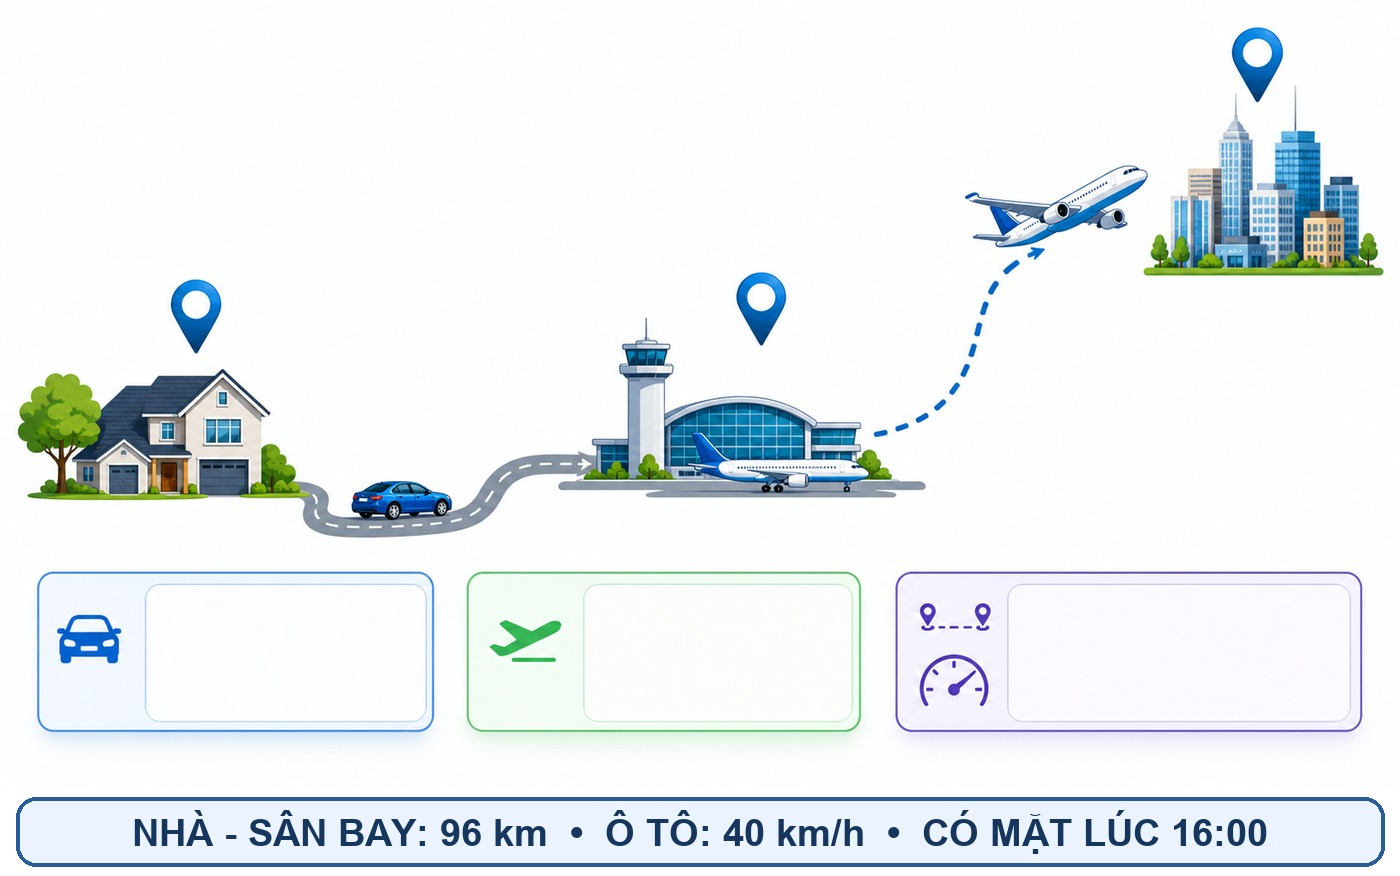 NHÀ - SÂN BAY: 96 km • Ô TÔ: 40 km/h • CÓ MẶT LÚC 16:00